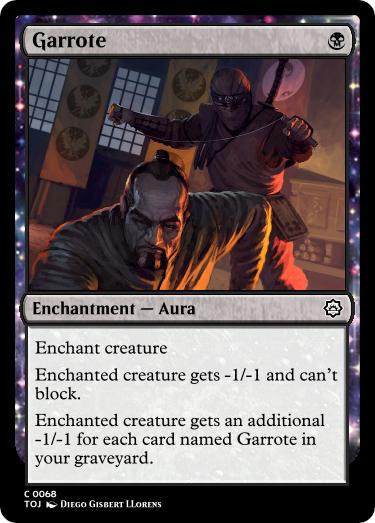 Garrote
Enchantment — Aura
Enchant creature
Enchanted creature gets -1/-1 and can't
block.
Enchanted creature gets an additional
-1/-1 for each card named Garrote in
your graveyard.
C 0068
TOJ Diego Gisbert LLorens